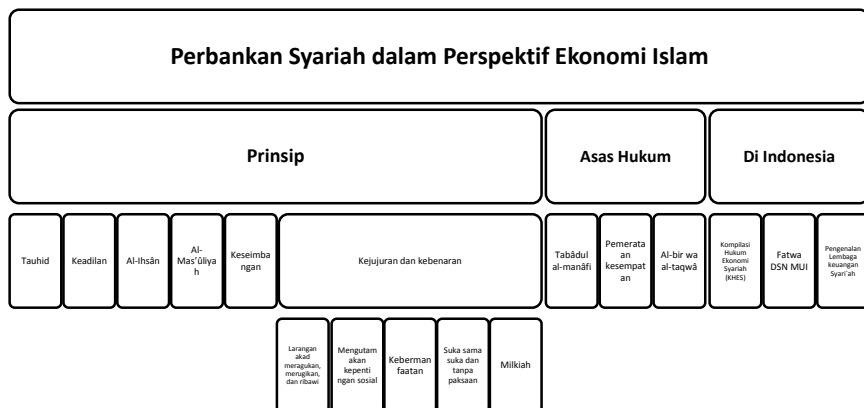 Perbankan Syariah dalam Perspektif Ekonomi Islam
Prinsip
Asas Hukum
Di Indonesia
Tauhid
Keadilan
Al-Ihsân
Al-
Mas'ûliya
h
Keseimba
ngan
Kejujuran dan kebenaran
Tabâdul
al-manâfi
Pemerata
an
kesempat
an
Al-bir wa
al-taqwâ
Kompilasi
Hukum
Ekonomi
Syariah
(KHES)
Fatwa
DSN MUI
Pengenalan
Lembaga
keuangan
Syari`ah
Larangan
akad
meragukan,
merugikan,
dan ribawi
Mengutam
akan
kepenti
ngan sosial
Keberman
faatan
Suka sama
suka dan
tanpa
paksaan
Milkiah